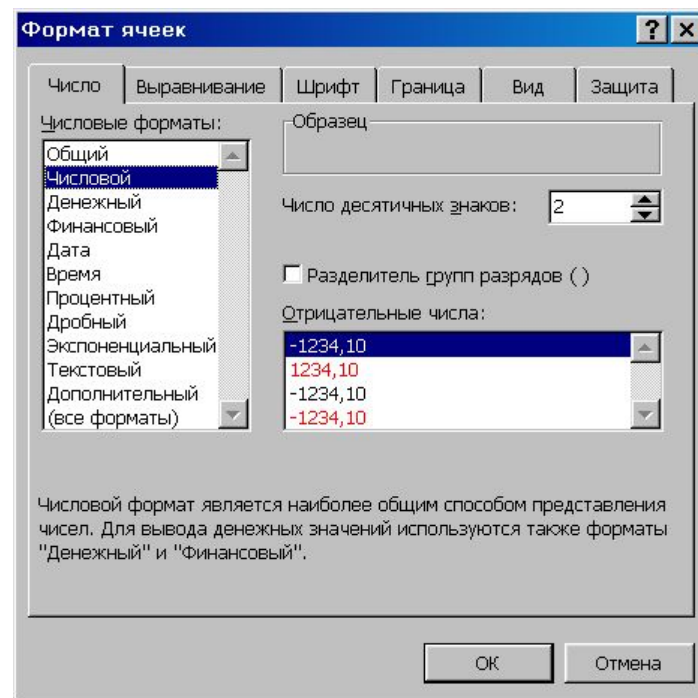 Формат ячеек
Число Выравнивание Шрифт Граница Вид Защита
Числовые форматы:
Общий
Числовой
Денежный
Финансовый
Дата
Время
Процентный
Дробный
Экспоненциальный
Текстовый
Дополнительный
(все форматы)
Образец
Число десятичных знаков: 2
Разделитель групп разрядов ( )
Отрицательные числа:
-1234,10
1234,10
-1234,10
-1234,10
Числовой формат является наиболее общим способом представления
чисел. Для вывода денежных значений используются также форматы
"Денежный" и "Финансовый".
ОК Отмена